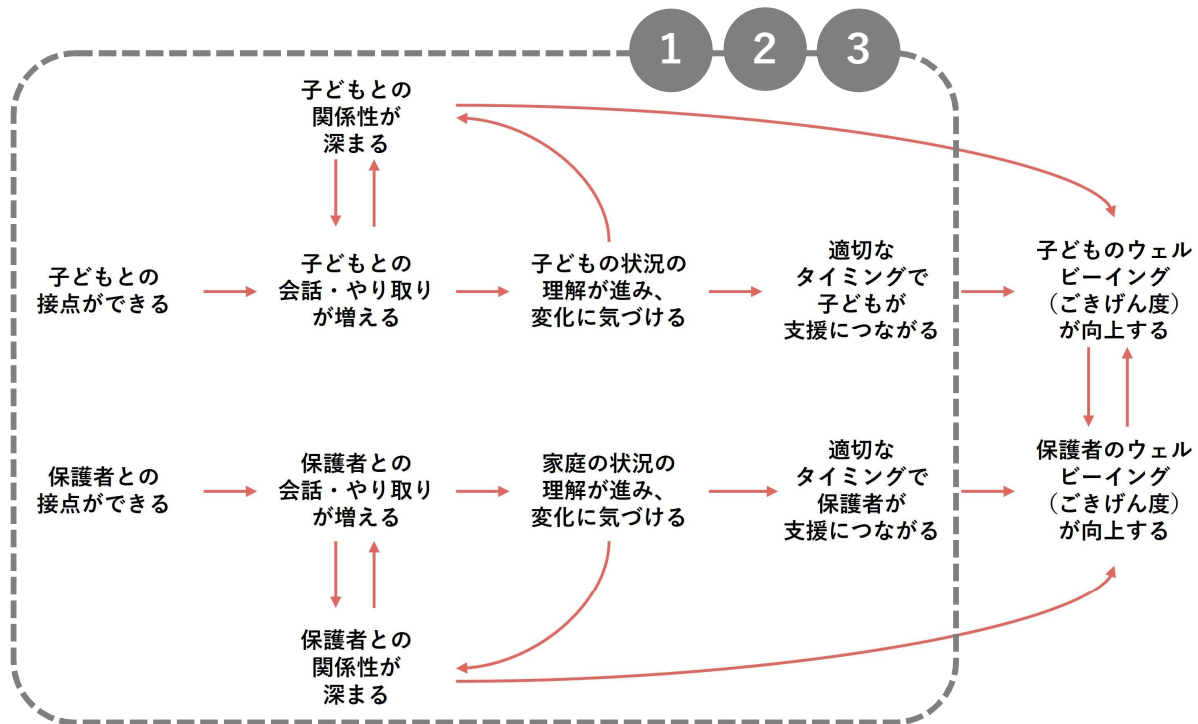 1
2
3
子どもとの
関係性が
深まる
子どもとの
接点ができる
子どもとの
会話・やり取り
が増える
子どもの状況の
理解が進み、
変化に気づける
適切な
タイミングで
子どもが
支援につながる
子どものウェル
ビーイング
（ごきげん度）
が向上する
保護者との
接点ができる
保護者との
会話・やり取り
が増える
家庭の状況の
理解が進み、
変化に気づける
適切な
タイミングで
保護者が
支援につながる
保護者のウェル
ビーイング
（ごきげん度）
が向上する
保護者との
関係性が
深まる